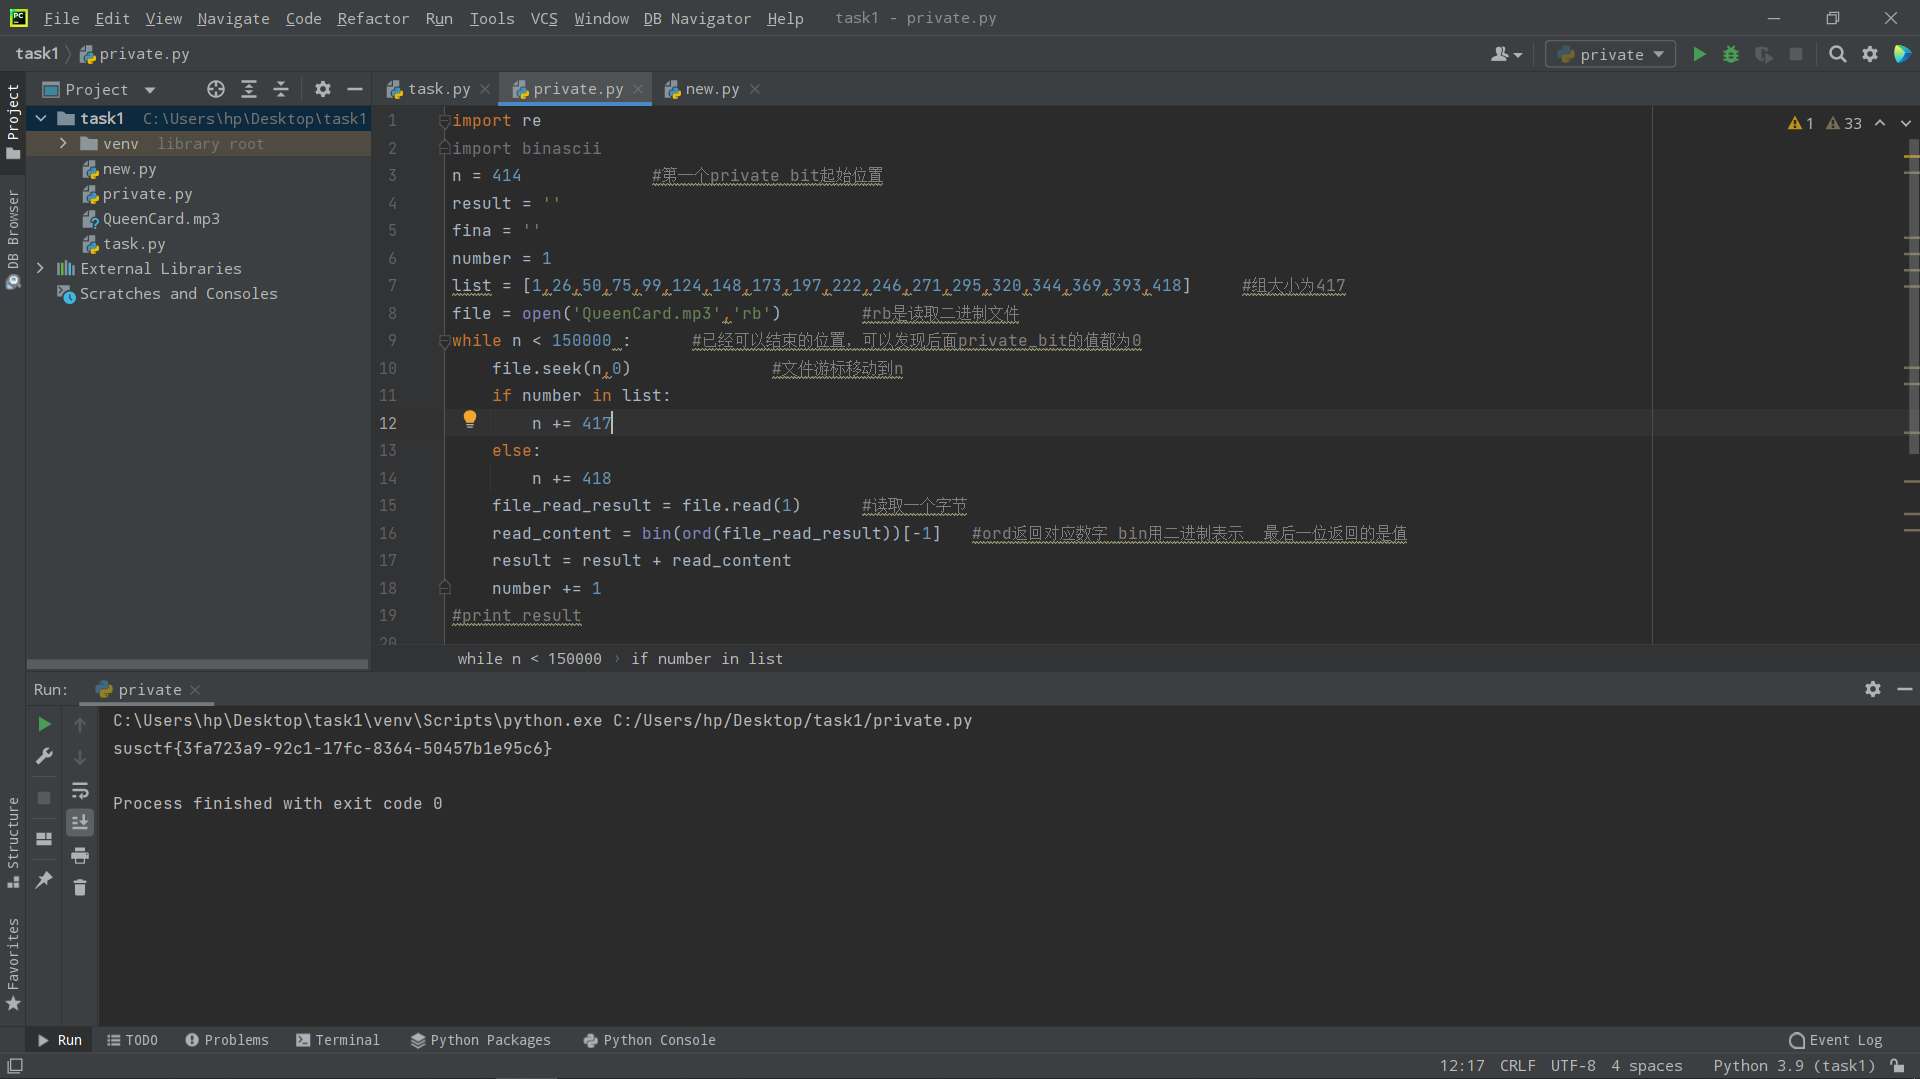 File Edit View Navigate Code Refactor Run Tools VCS Window DB Navigator Help task1 - private.py
task1 private.py
private
Project
task.py
private.py
new.py
task1 C:\Users\hp\Desktop\task1
venv library root
new.py
private.py
QueenCard.mp3
task.py
External Libraries
Scratches and Consoles
Project
DB Browser
Structure
Favorites
1 33
1 import re
2 import binascii
3 n = 414 #第一个private bit起始位置
4 result = ''
5 fina = ''
6 number = 1
7 list = [1,26,50,75,99,124,148,173,197,222,246,271,295,320,344,369,393,418] #组大小为417
8 file = open('QueenCard.mp3','rb') #rb是读取二进制文件
9 while n < 150000 : #已经可以结束的位置，可以发现后面private_bit的值都为0
10 file.seek(n,0) #文件游标移动到n
11 if number in list:
12 n += 417
13 else:
14 n += 418
15 file_read_result = file.read(1) #读取一个字节
16 read_content = bin(ord(file_read_result))[-1] #ord返回对应数字 bin用二进制表示 最后一位返回的是值
17 result = result + read_content
18 number += 1
19 #print result
20
while n < 150000 › if number in list
Run: private
C:\Users\hp\Desktop\task1\venv\Scripts\python.exe C:/Users/hp/Desktop/task1/private.py
susctf{3fa723a9-92c1-17fc-8364-50457b1e95c6}
Process finished with exit code 0
Run TODO Problems Terminal Python Packages Python Console Event Log
12:17 CRLF UTF-8 4 spaces Python 3.9 (task1)